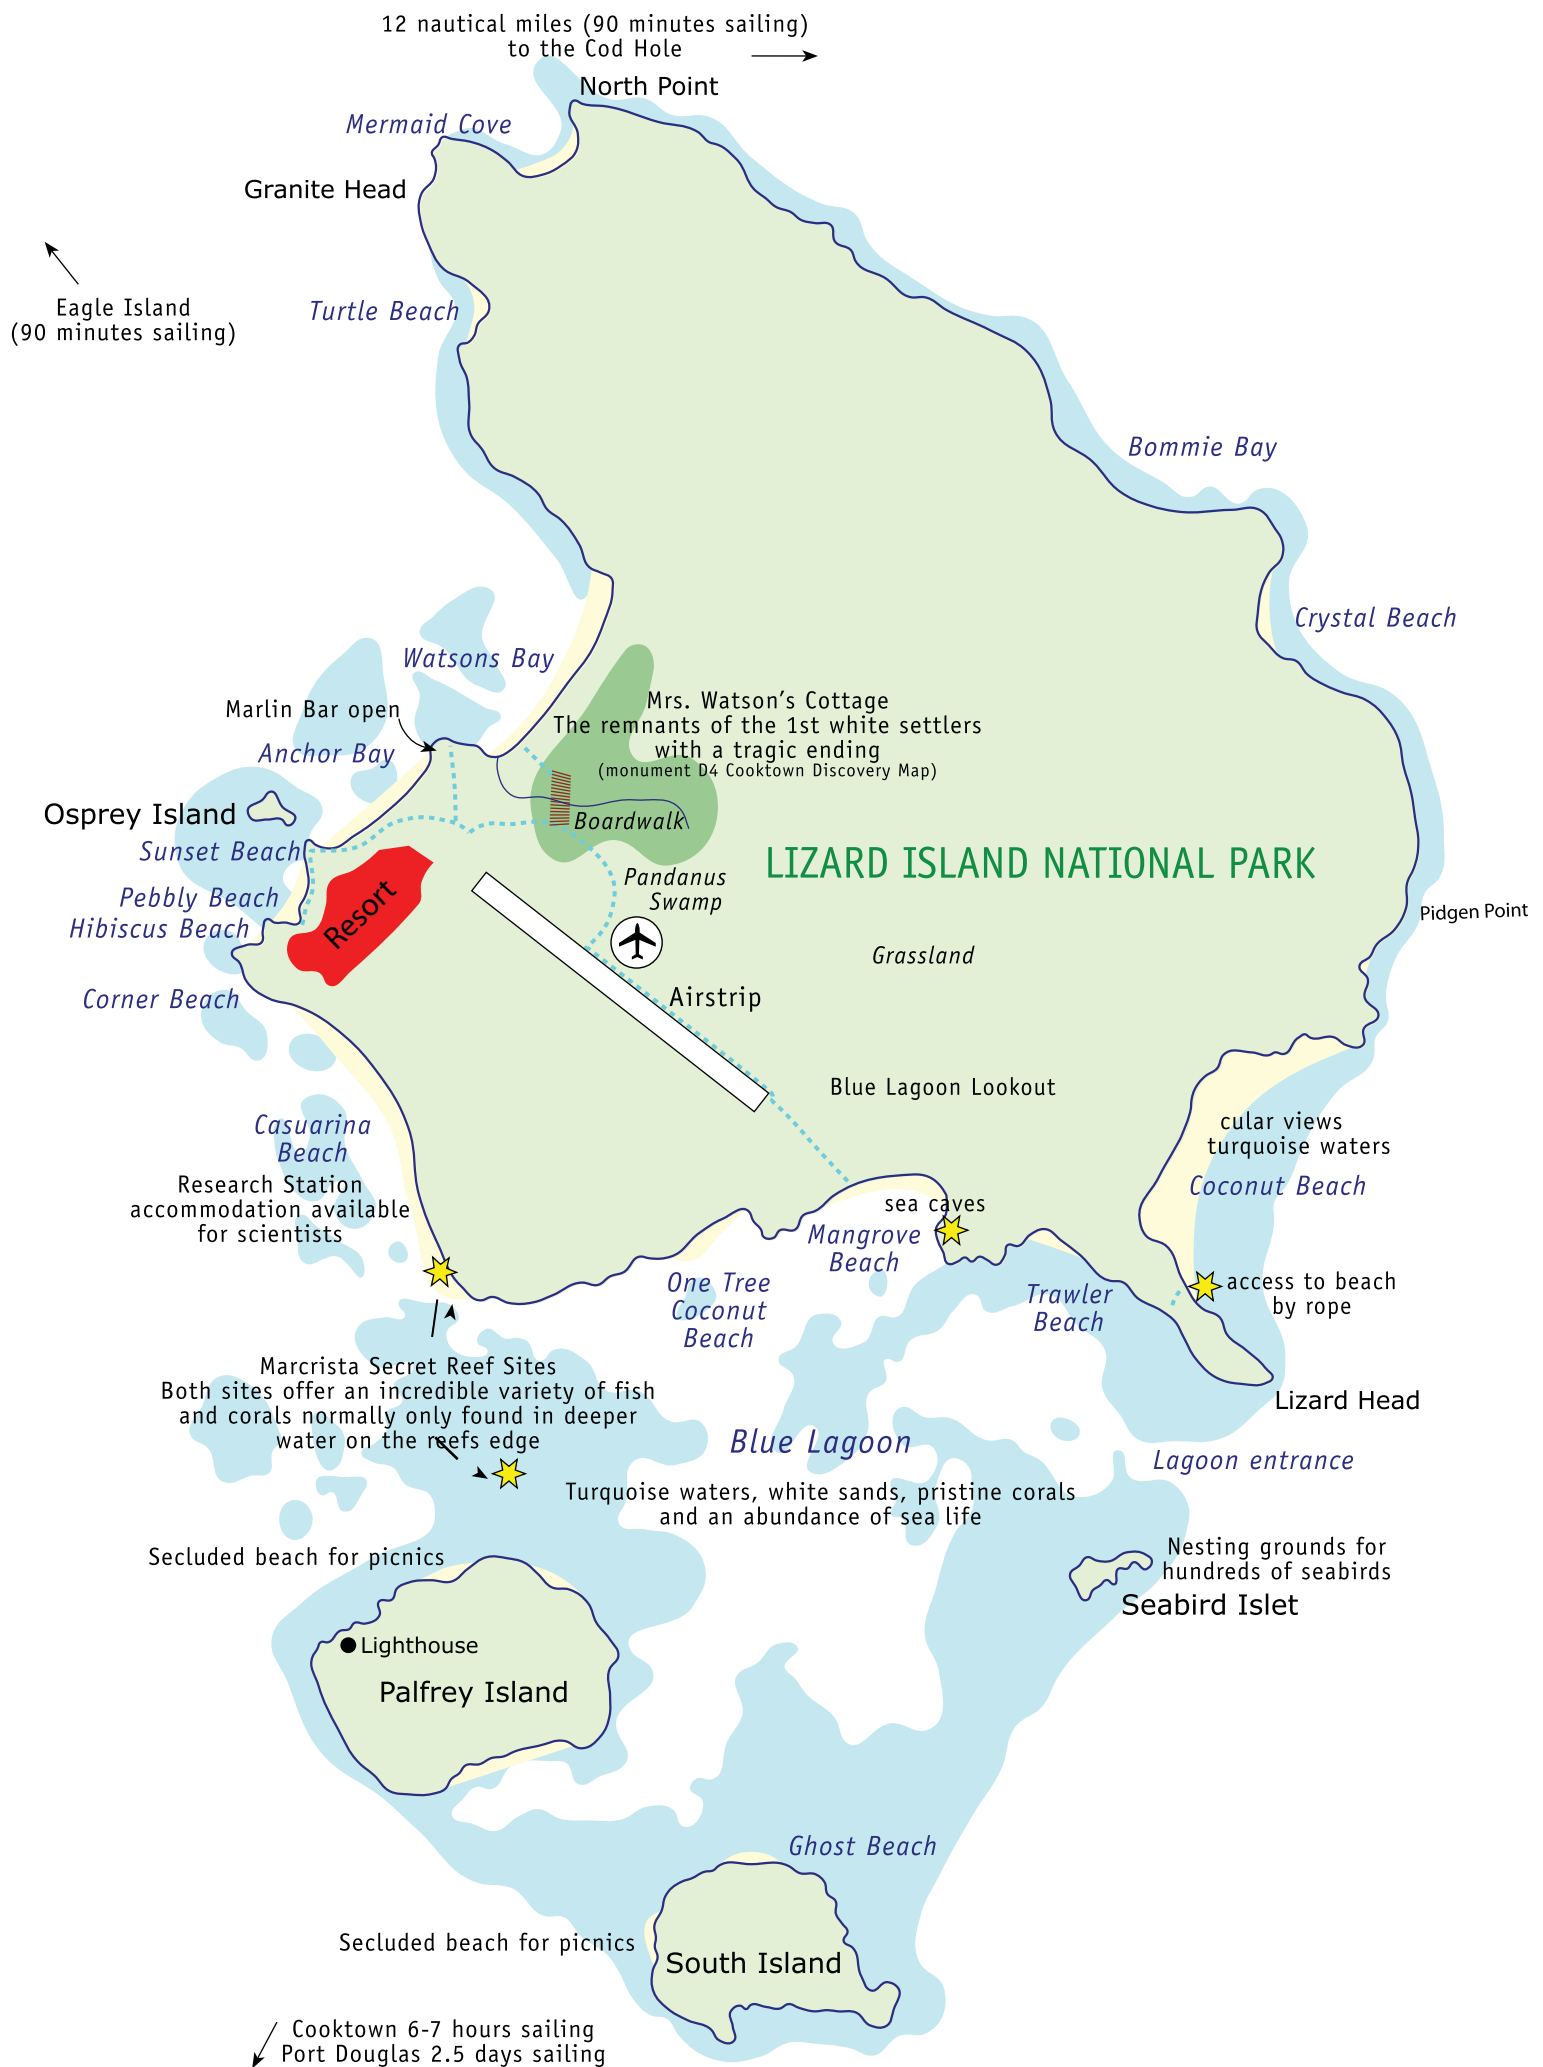 12 nautical miles (90 minutes sailing)
to the Cod Hole
North Point
Mermaid Cove
Granite Head
Eagle Island
(90 minutes sailing)
Turtle Beach
Bommie Bay
Crystal Beach
Watsons Bay
Marlin Bar open
Anchor Bay
Mrs. Watson's Cottage
The remnants of the 1st white settlers
with a tragic ending
(monument D4 Cooktown Discovery Map)
Osprey Island
Boardwalk
Sunset Beach
LIZARD ISLAND NATIONAL PARK
Pebbly Beach
Pandanus
Swamp
Resort
Hibiscus Beach
Pidgen Point
Grassland
Corner Beach
Airstrip
Blue Lagoon Lookout
Casuarina
Beach
cular views
turquoise waters
Coconut Beach
Research Station
accommodation available
for scientists
sea caves
Mangrove
Beach
One Tree
Coconut
Beach
Trawler
Beach
access to beach
by rope
Marcrista Secret Reef Sites
Both sites offer an incredible variety of fish
and corals normally only found in deeper
water on the reefs edge
Lizard Head
Blue Lagoon
Lagoon entrance
Turquoise waters, white sands, pristine corals
and an abundance of sea life
Secluded beach for picnics
Nesting grounds for
hundreds of seabirds
Seabird Islet
Lighthouse
Palfrey Island
Ghost Beach
Secluded beach for picnics
South Island
Cooktown 6-7 hours sailing
Port Douglas 2.5 days sailing